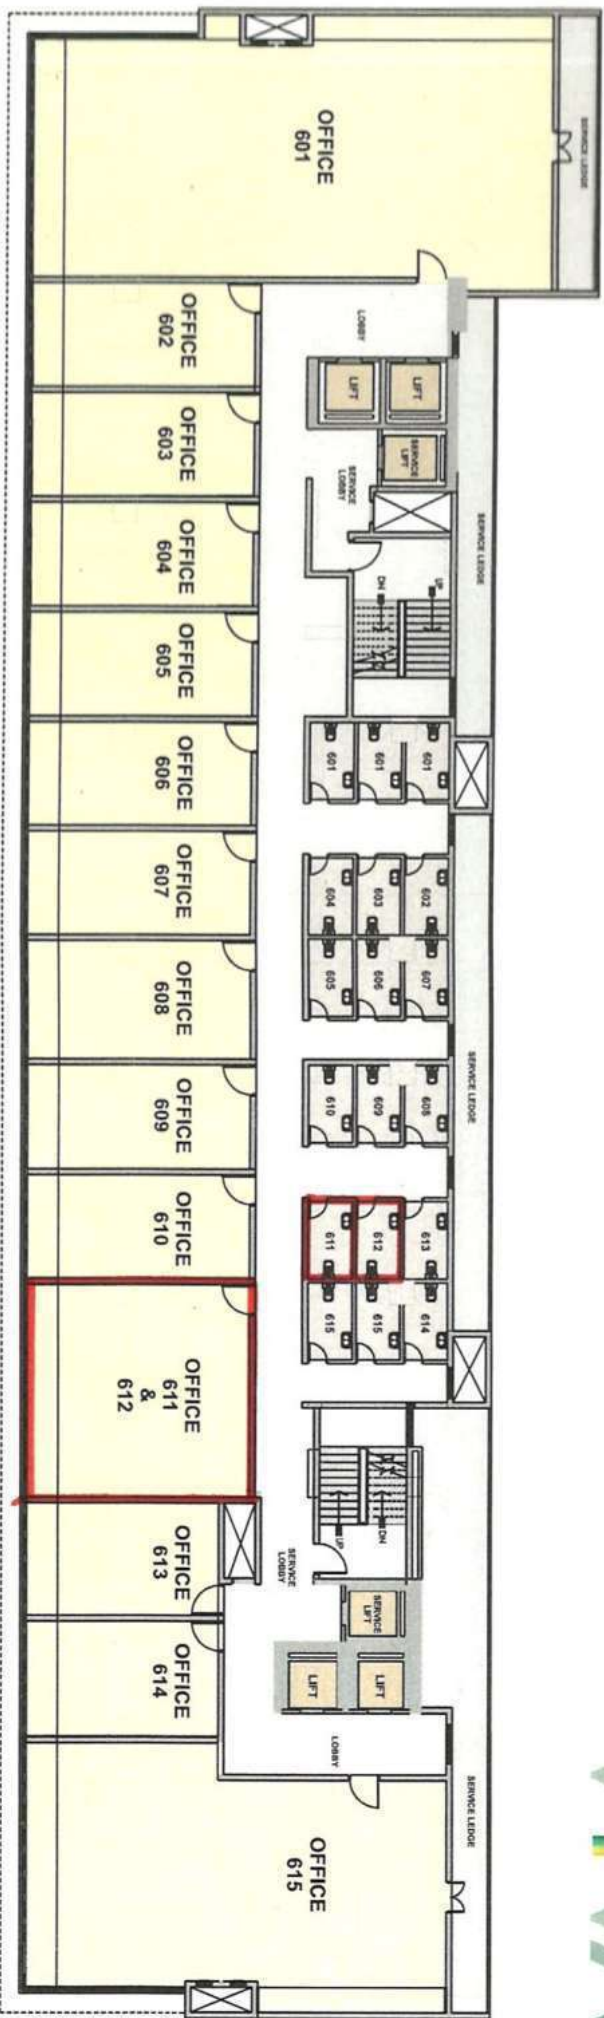 OFFICE
601
SERVICE LEDGE
OFFICE
602
LOBBY
LIFT
LIFT
OFFICE
603
SERVICE
LIFT
SERVICE
LOBBY
OFFICE
604
SERVICE LEDGE
DN
UP
OFFICE
605
OFFICE
606
601
601
601
OFFICE
607
604
603
602
OFFICE
608
605
606
607
OFFICE
609
610
609
608
SERVICE LEDGE
OFFICE
610
611
612
613
OFFICE
611
&
612
615
615
614
OFFICE
613
UP
DN
SERVICE
LOBBY
OFFICE
614
SERVICE
LIFT
LIFT
LIFT
LOBBY
SERVICE LEDGE
OFFICE
615